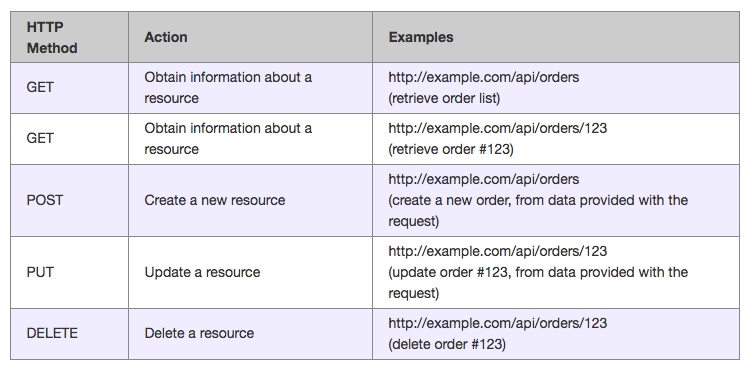 HTTP
Method
Action
Examples
GET
Obtain information about a
resource
http://example.com/api/orders
(retrieve order list)
GET
Obtain information about a
resource
http://example.com/api/orders/123
(retrieve order #123)
POST
Create a new resource
http://example.com/api/orders
(create a new order, from data provided with the
request)
PUT
Update a resource
http://example.com/api/orders/123
(update order #123, from data provided with the
request)
DELETE
Delete a resource
http://example.com/api/orders/123
(delete order #123)